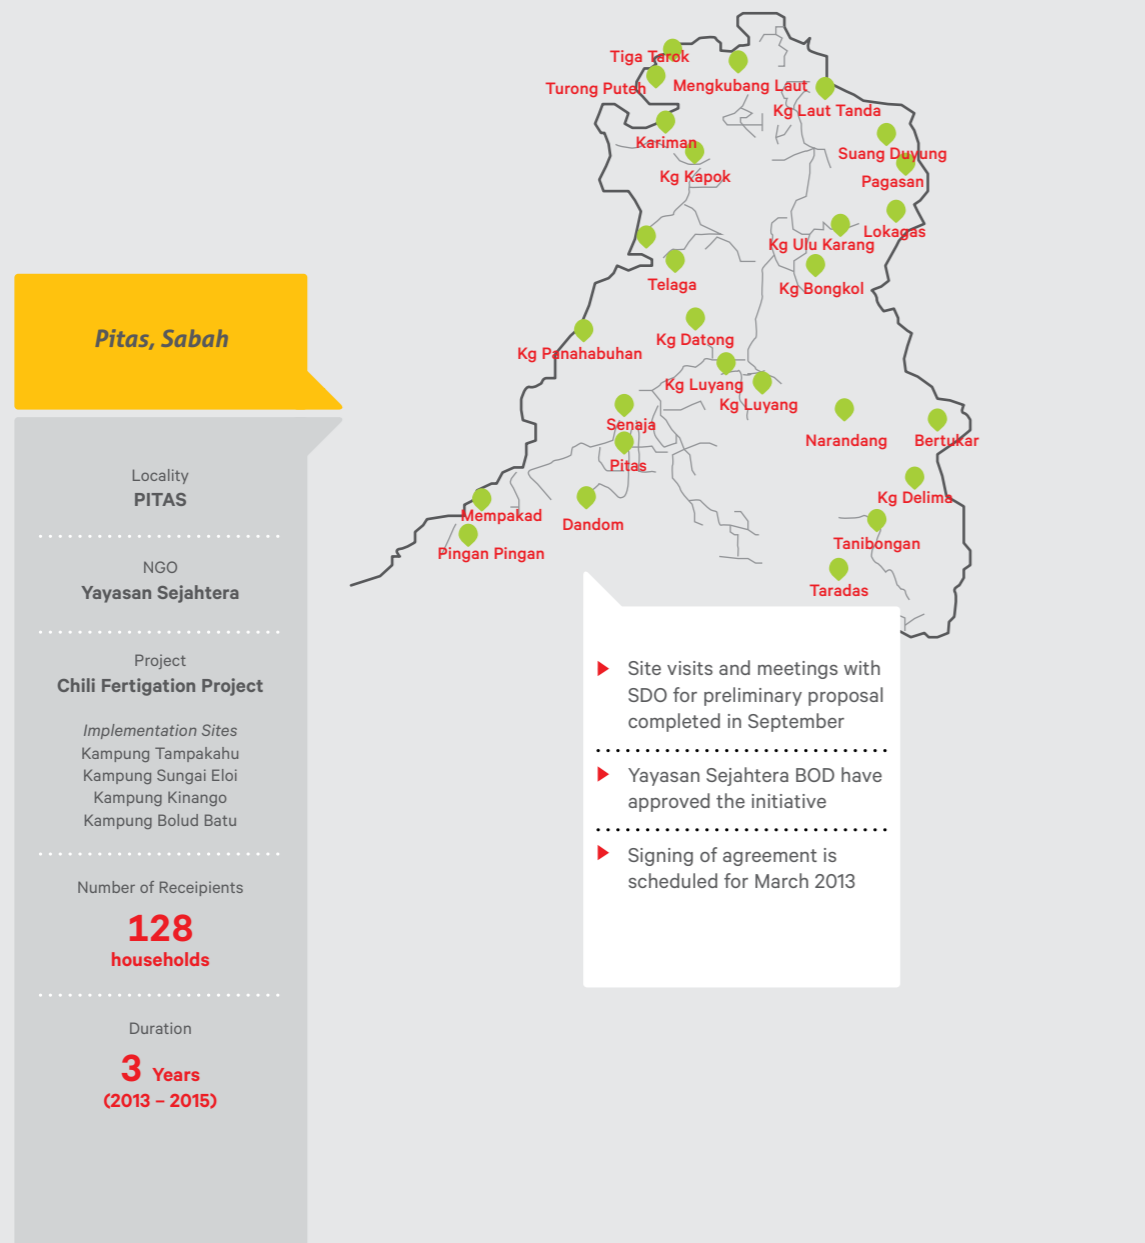 Pitas, Sabah
Locality
PITAS
NGO
Yayasan Sejahtera
Project
Chili Fertigation Project
Implementation Sites
Kampung Tampakahu
Kampung Sungai Eloi
Kampung Kinango
Kampung Bolud Batu
Number of Receipients
128
households
Duration
3 Years
(2013 – 2015)
Tiga Tarok
Turong Puteh
Mengkubang Laut
Kg Laut Tanda
Kariman
Suang Duyung
Kg Kapok
Pagasan
Lokagas
Kg Ulu Karang
Telaga
Kg Bongkol
Kg Datong
Kg Panahabuhan
Kg Luyang
Kg Luyang
Senaja
Narandang
Bertukar
Pitas
Kg Delima
Mempakad
Dandom
Tanibongan
Pingan Pingan
Taradas
Site visits and meetings with
SDO for preliminary proposal
completed in September
Yayasan Sejahtera BOD have
approved the initiative
Signing of agreement is
scheduled for March 2013